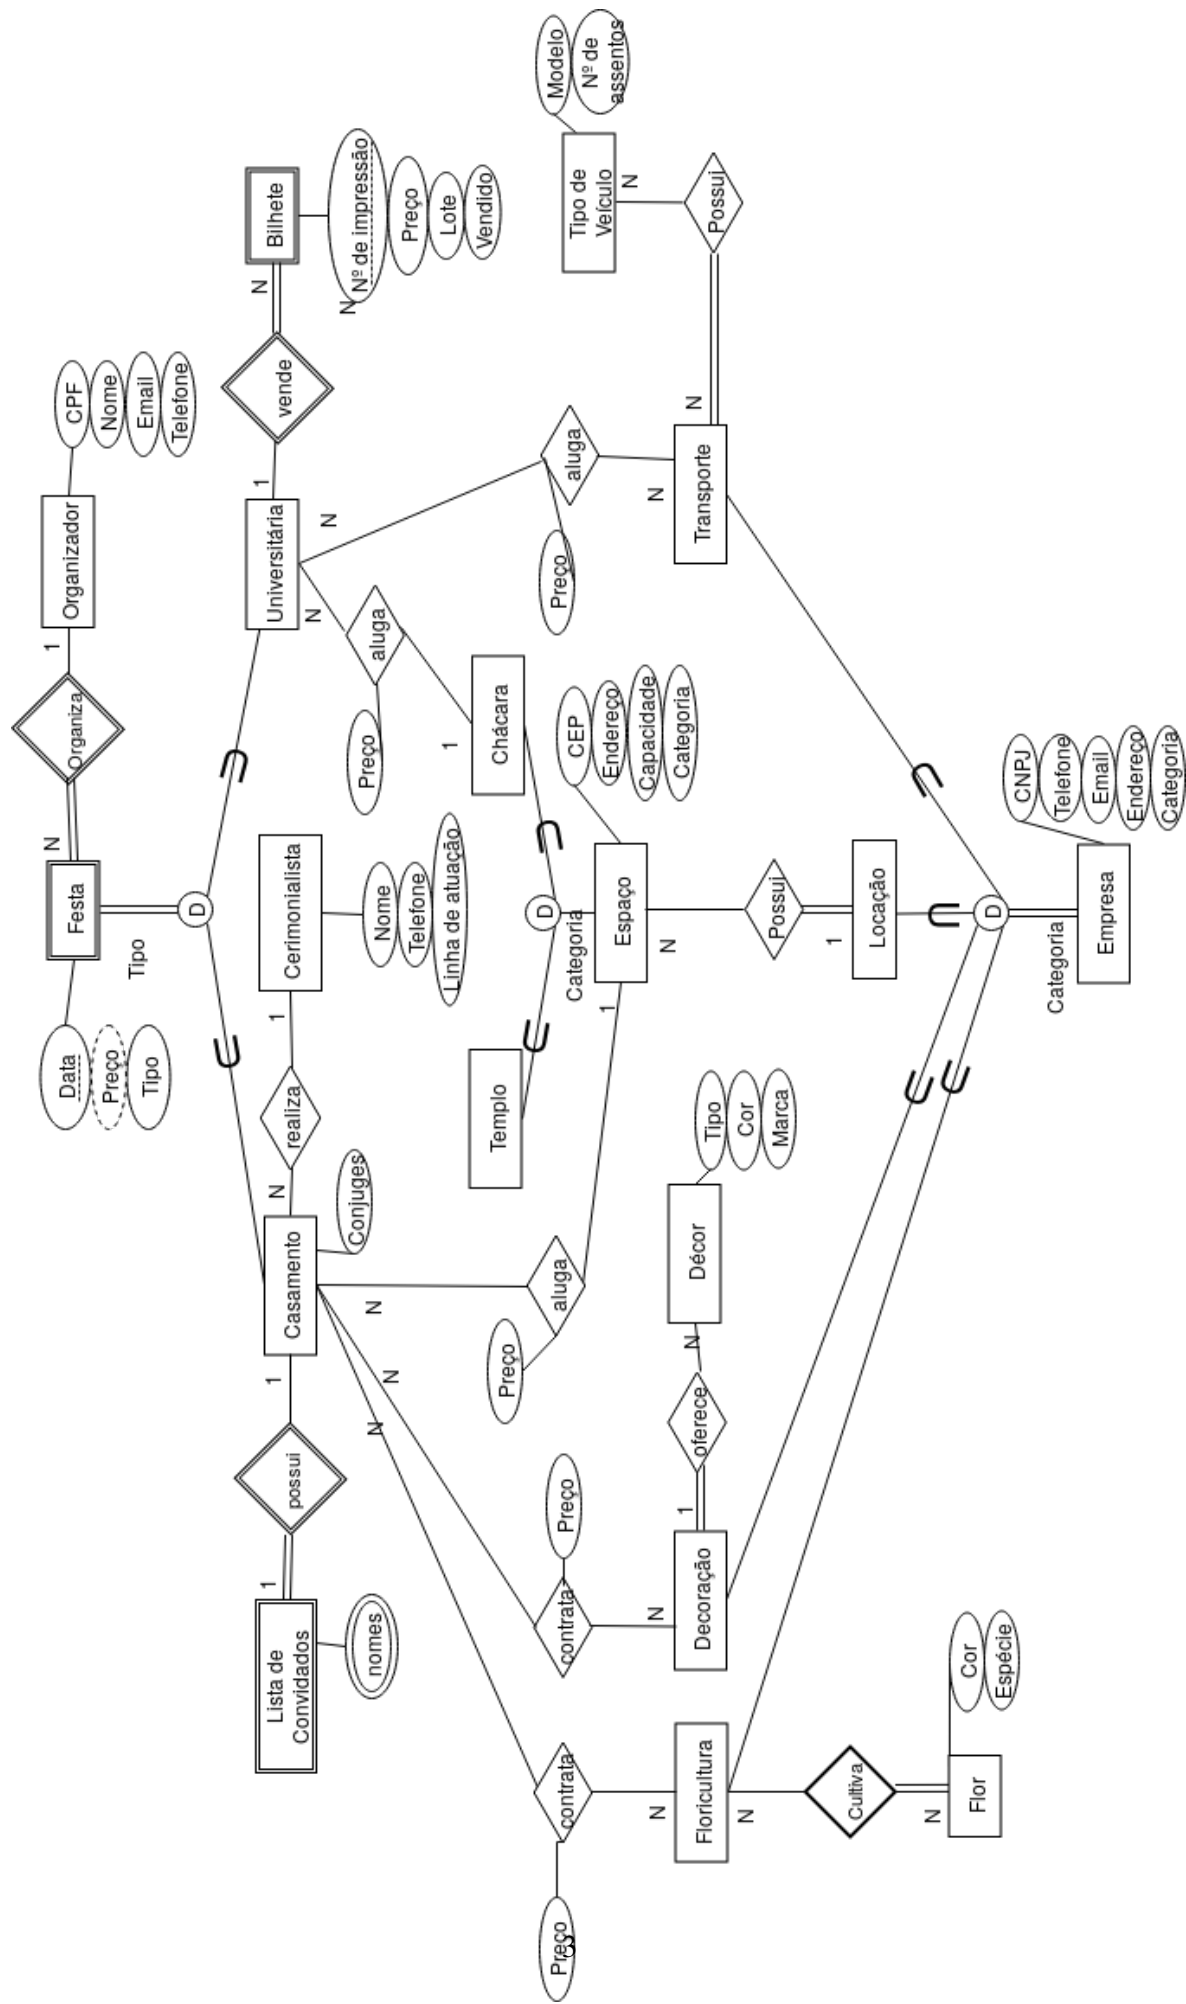 Modelo
Nº de
assentos
Tipo de
Veículo
N
Possui
N
Bilhete
Nº de impressão
Preço
Lote
Vendido
N
N
vende
1
CPF
Nome
Email
Telefone
Organizador
1
Organiza
N
Festa
Tipo
D
Data
Preço
Tipo
Universitária
N
N
aluga
Preço
N
Transporte
aluga
Preço
1
Chácara
CEP
Endereço
Capacidade
Categoria
D
Categoria
Espaço
N
1
Templo
Possui
1
Locação
D
Categoria
Empresa
CNPJ
Telefone
Email
Endereço
Categoria
Cerimonialista
Nome
Telefone
Linha de atuação
1
realiza
N
Casamento
Conjuges
N
N
N
aluga
Preço
1
possui
1
Lista de
Convidados
nomes
Tipo
Cor
Marca
Décor
N
oferece
1
Decoração
N
contrata
Preço
contrata
Preço
N
Floricultura
N
Cultiva
N
Flor
Cor
Espécie
3